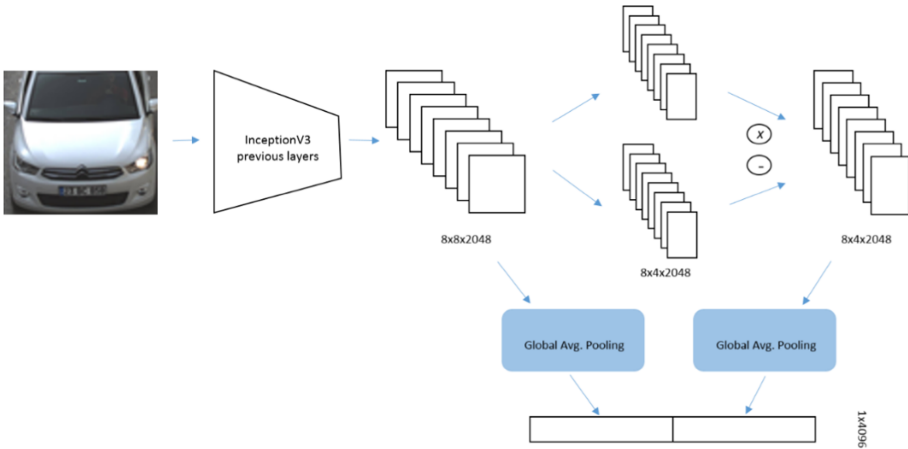 InceptionV3
previous layers
x
-
8x8x2048
8x4x2048
8x4x2048
Global Avg. Pooling
Global Avg. Pooling
1x4096